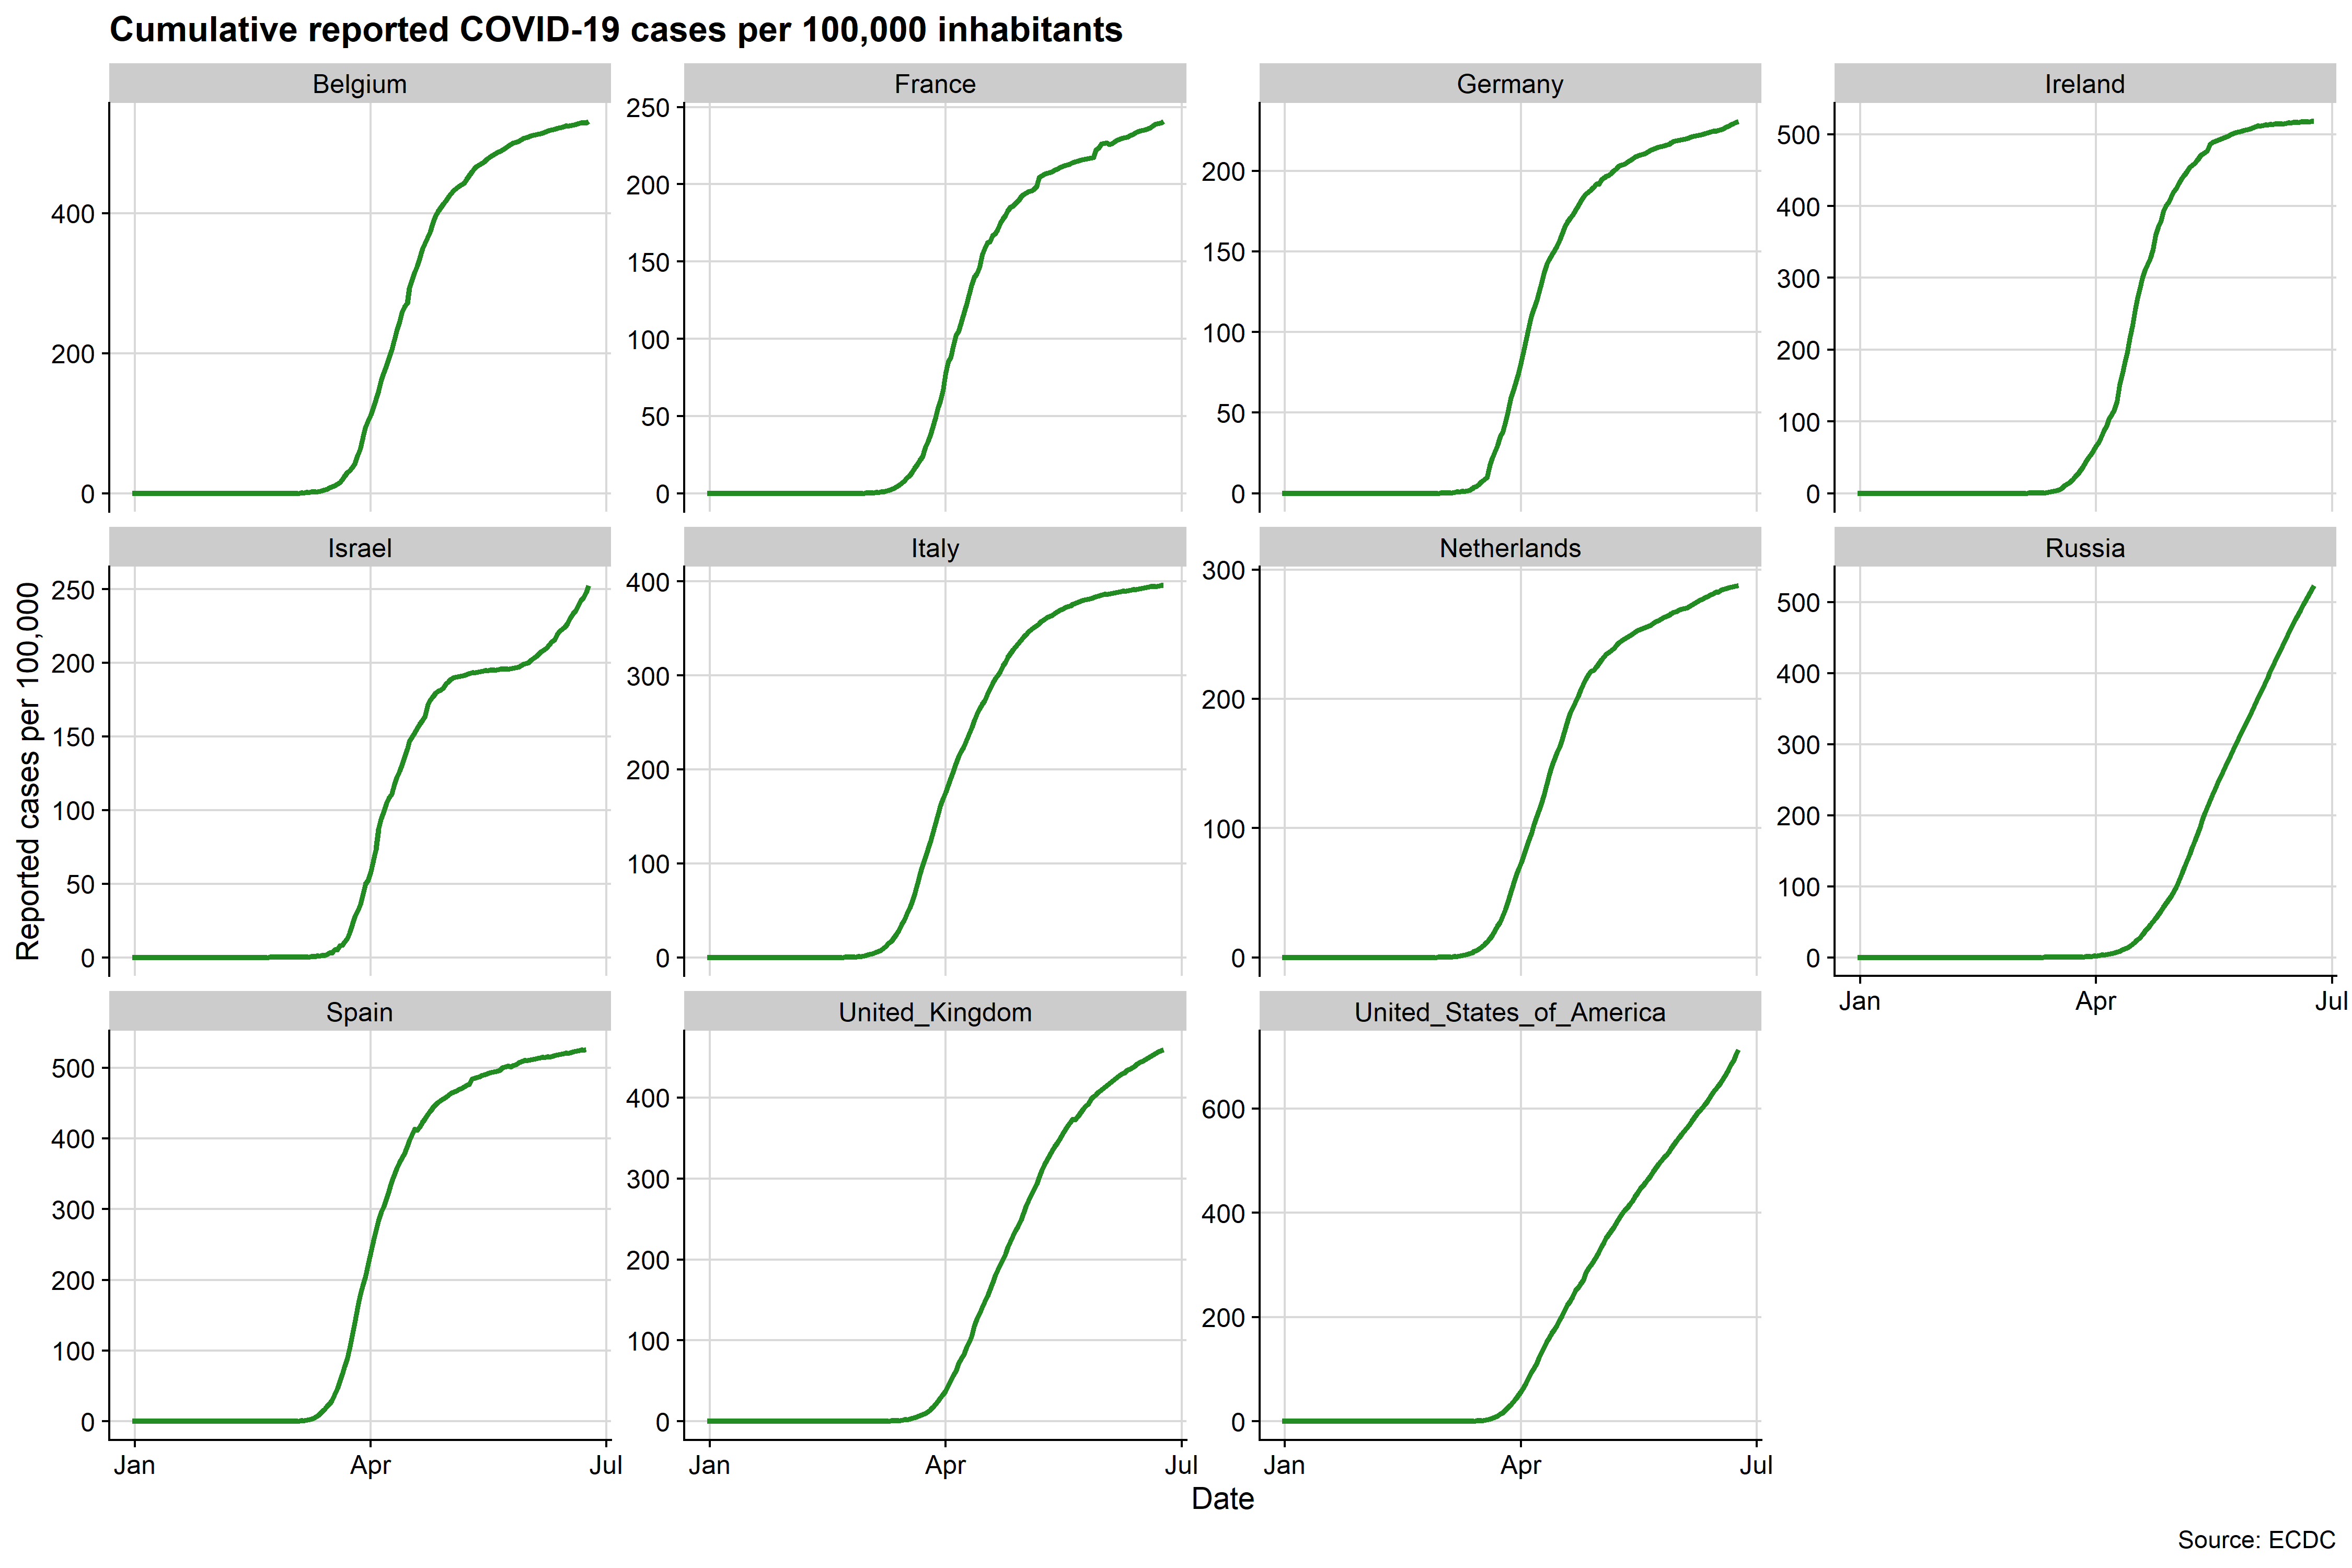 Cumulative reported COVID-19 cases per 100,000 inhabitants
Belgium
France
Germany
Ireland
400
200
0
250
200
150
100
50
0
200
150
100
50
0
500
400
300
200
100
0
Reported cases per 100,000
Israel
Italy
Netherlands
Russia
250
200
150
100
50
0
400
300
200
100
0
300
200
100
0
500
400
300
200
100
0
Jan Apr Jul
Spain
United_Kingdom
United_States_of_America
500
400
300
200
100
0
400
300
200
100
0
600
400
200
0
Jan Apr Jul
Jan Apr Jul
Jan Apr Jul
Date
Source: ECDC